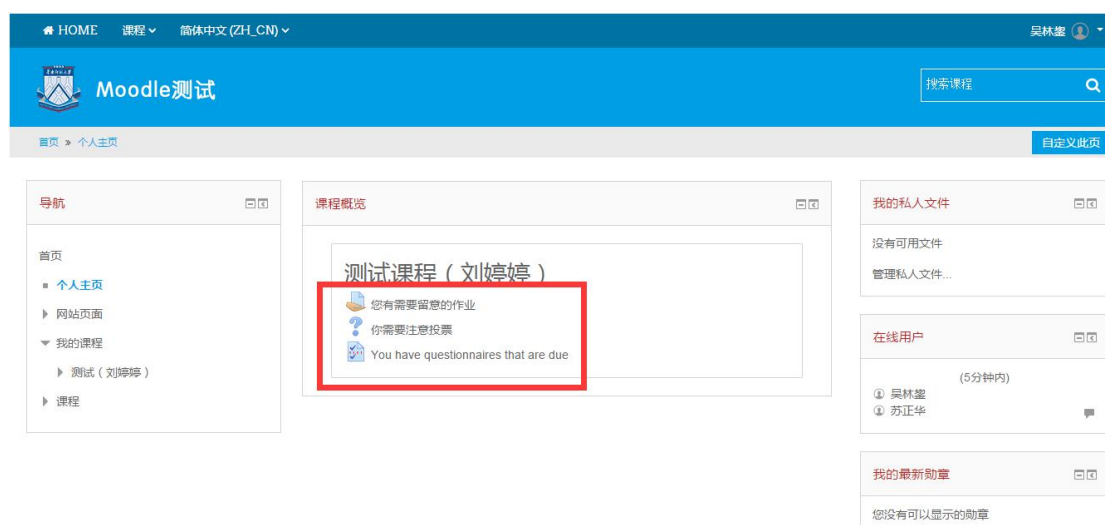 HOME 课程 简体中文 (ZH_CN) 吴林鋆
Moodle测试
搜索课程
首页 » 个人主页
自定义此页
导航
首页
个人主页
网站页面
我的课程
测试（刘婷婷）
课程
课程概览
测试课程（刘婷婷）
您有需要留意的作业
你需要注意投票
You have questionnaires that are due
我的私人文件
没有可用文件
管理私人文件...
在线用户
(5分钟内)
吴林鋆
苏正华
我的最新勋章
您没有可以显示的勋章